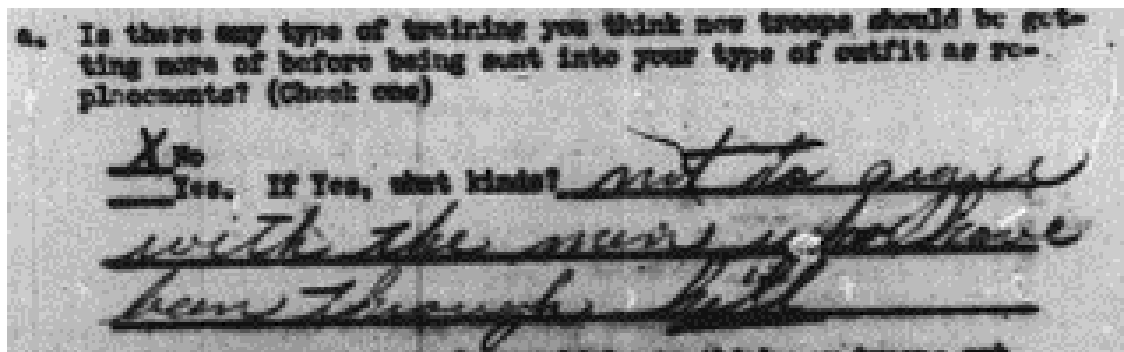 a. Is there any type of training you think new troops should be get-
ting more of before being sent into your type of outfit as re-
placements? (Check one)
X No
Yes. If Yes, what kinds? not to argue
with the men who have
been through hell